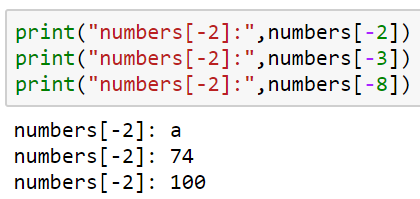 print("numbers[-2]:",numbers[-2])
print("numbers[-2]:",numbers[-3])
print("numbers[-2]:",numbers[-8])
numbers[-2]: a
numbers[-2]: 74
numbers[-2]: 100